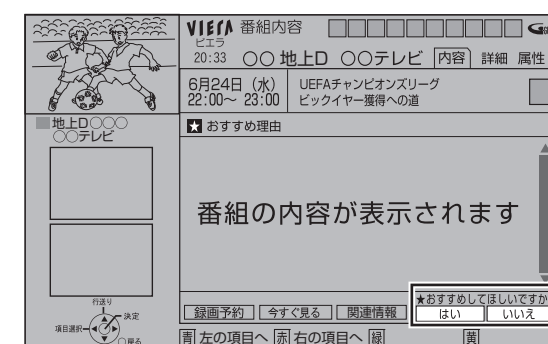 VIErA 番組内容
ビエラ
20:33 ○○ 地上D ○○テレビ 内容 詳細 属性
6月24日（水） UEFAチャンピオンズリーグ
22:00～ 23:00 ビックイヤー獲得への道
地上D○○○
○○テレビ
★ おすすめ理由
番組の内容が表示されます
★おすすめしてほしいですか
はい いいえ
録画予約 今すぐ見る 関連情報
行送り
項目選択 決定
戻る
青 左の項目へ 赤 右の項目へ 緑 黄